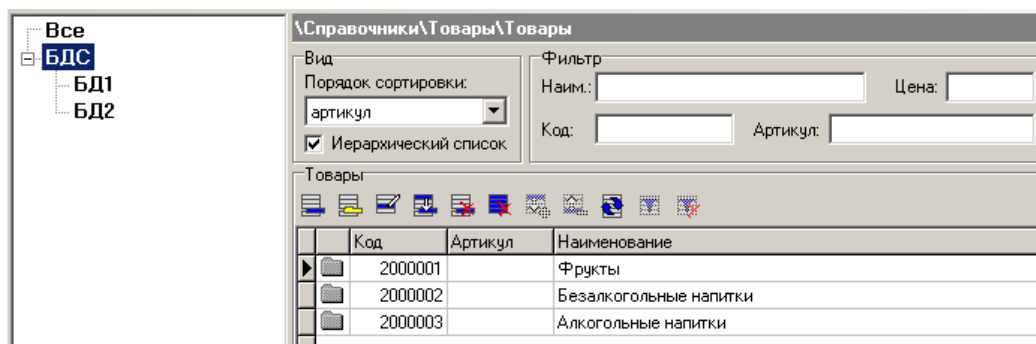 Все
БДС
БД1
БД2
\Справочники\Товары\Товары
Вид
Порядок сортировки:
артикул
Иерархический список
Фильтр
Наим.:
Цена:
Код:
Артикул:
Товары
Код Артикул Наименование
2000001 Фрукты
2000002 Безалкогольные напитки
2000003 Алкогольные напитки